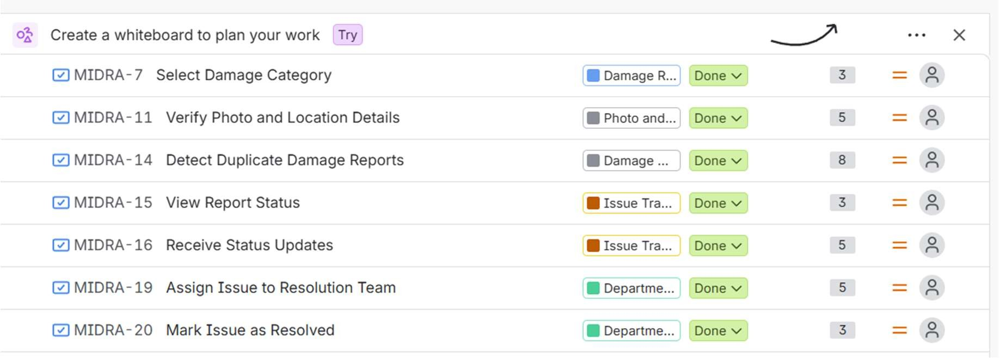 Create a whiteboard to plan your work Try
MIDRA-7 Select Damage Category Damage R... Done 3
MIDRA-11 Verify Photo and Location Details Photo and... Done 5
MIDRA-14 Detect Duplicate Damage Reports Damage ... Done 8
MIDRA-15 View Report Status Issue Tra... Done 3
MIDRA-16 Receive Status Updates Issue Tra... Done 5
MIDRA-19 Assign Issue to Resolution Team Departme... Done 5
MIDRA-20 Mark Issue as Resolved Departme... Done 3